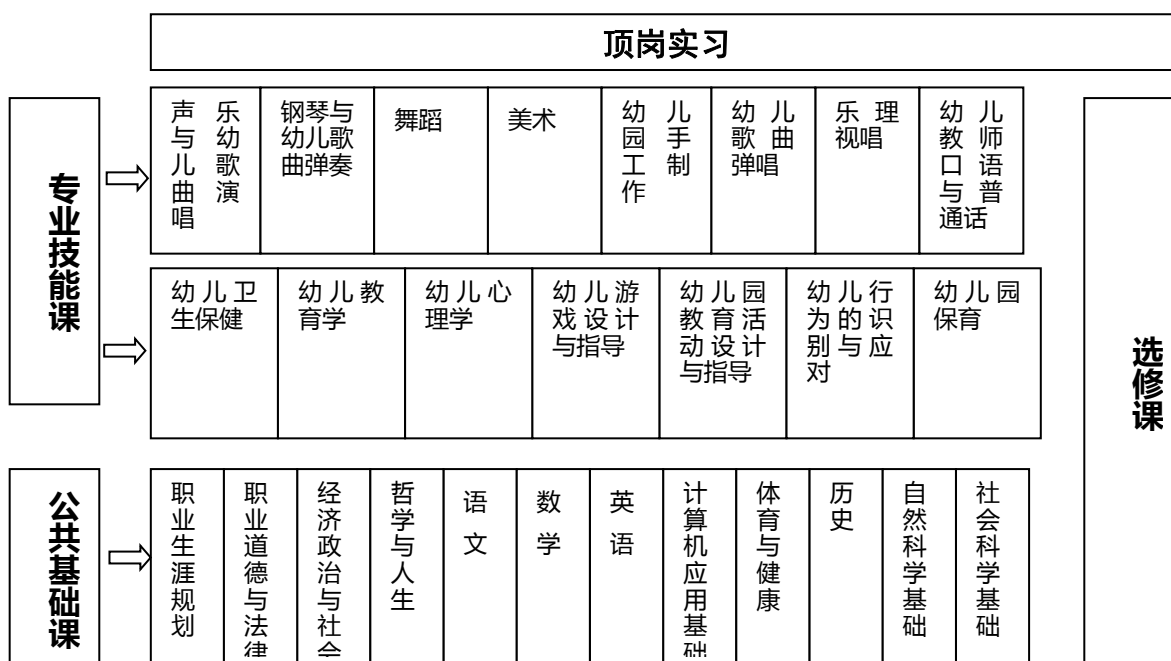 顶岗实习
专业技能课
声 乐
与 幼
儿 歌
曲 演
唱
钢琴与
幼儿歌
曲弹奏
舞蹈
美术
幼 儿
园 手
工 制
作
幼 儿
歌 曲
弹唱
乐 理
视唱
幼 儿
教 师
口 语
与 普
通话
幼儿卫
生保健
幼儿教
育学
幼儿心
理学
幼儿游
戏设计
与指导
幼儿园
教育活
动设计
与指导
幼儿行
为的识
别与应
对
幼儿园
保育
选修课
公共基础课
职业生涯规划
职业道德与法律
经济政治与社会
哲学与人生
语文
数学
英语
计算机应用基础
体育与健康
历史
自然科学基础
社会科学基础